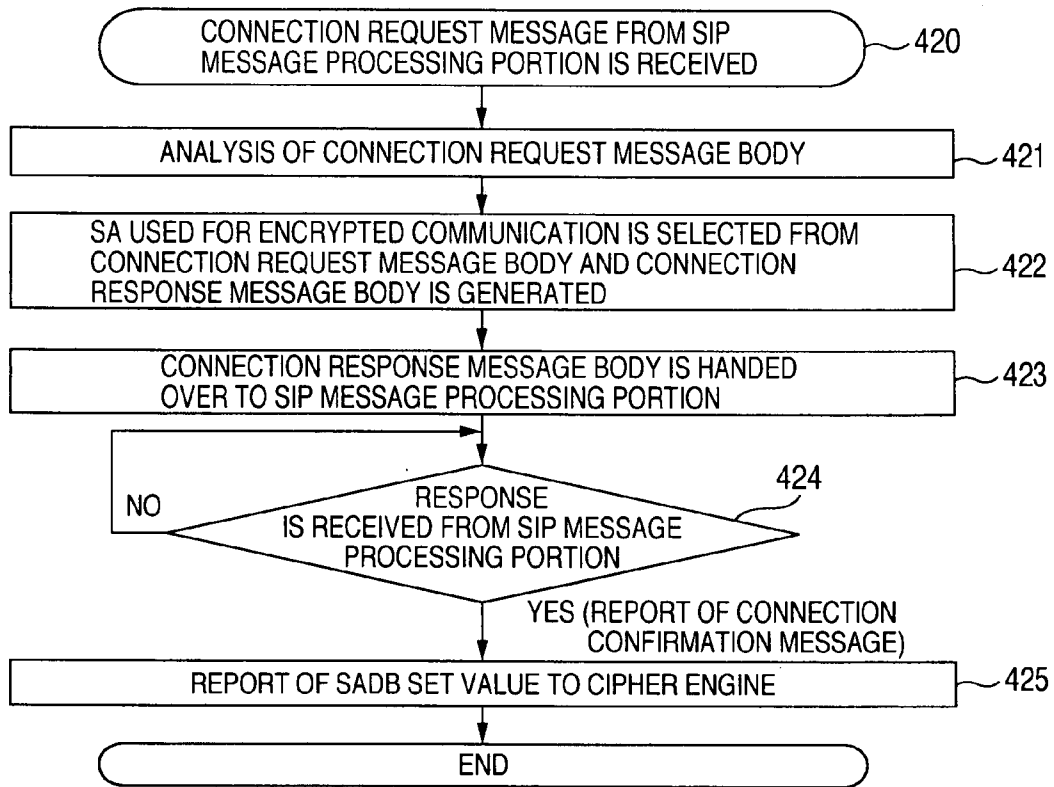 CONNECTION REQUEST MESSAGE FROM SIP
MESSAGE PROCESSING PORTION IS RECEIVED
420
ANALYSIS OF CONNECTION REQUEST MESSAGE BODY
421
SA USED FOR ENCRYPTED COMMUNICATION IS SELECTED FROM
CONNECTION REQUEST MESSAGE BODY AND CONNECTION
RESPONSE MESSAGE BODY IS GENERATED
422
CONNECTION RESPONSE MESSAGE BODY IS HANDED
OVER TO SIP MESSAGE PROCESSING PORTION
423
NO
RESPONSE
IS RECEIVED FROM SIP MESSAGE
PROCESSING PORTION
424
YES (REPORT OF CONNECTION
CONFIRMATION MESSAGE)
REPORT OF SADB SET VALUE TO CIPHER ENGINE
425
END